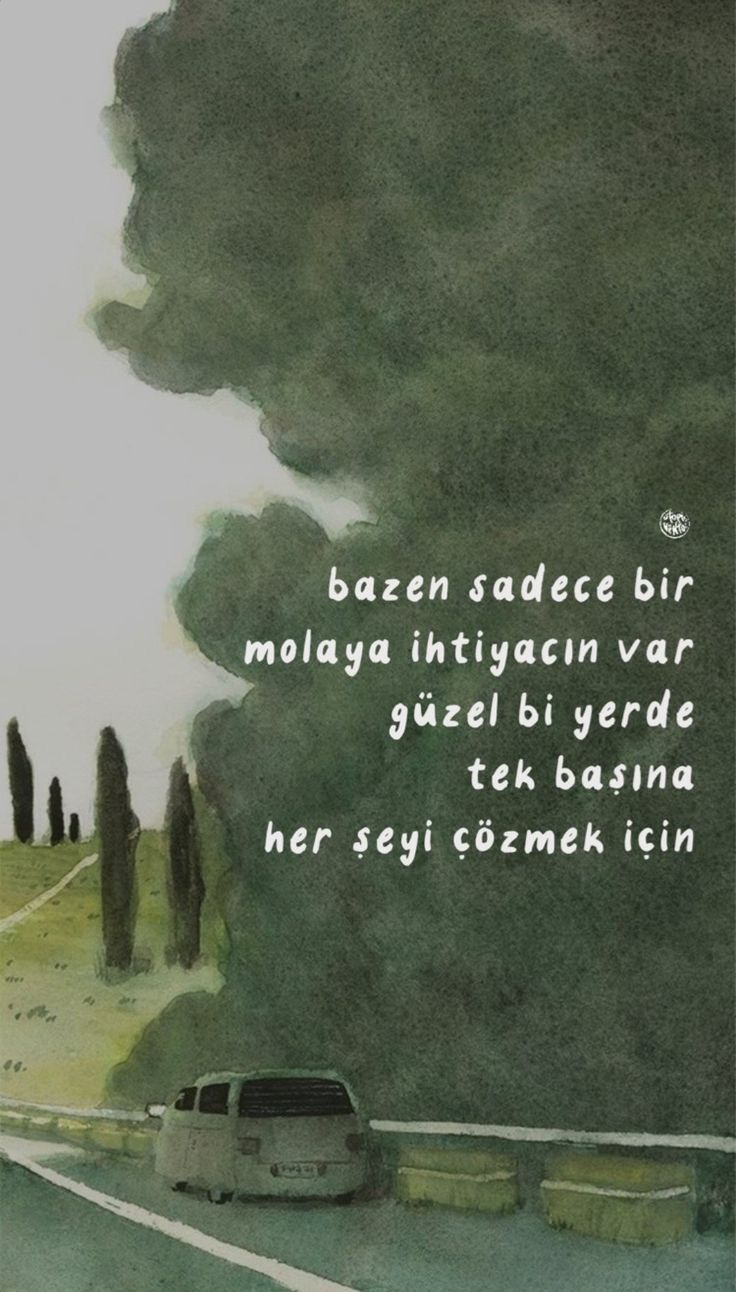 bazen sadece bir
molaya ihtiyacın var
güzel bi yerde
tek başına
her şeyi çözmek için